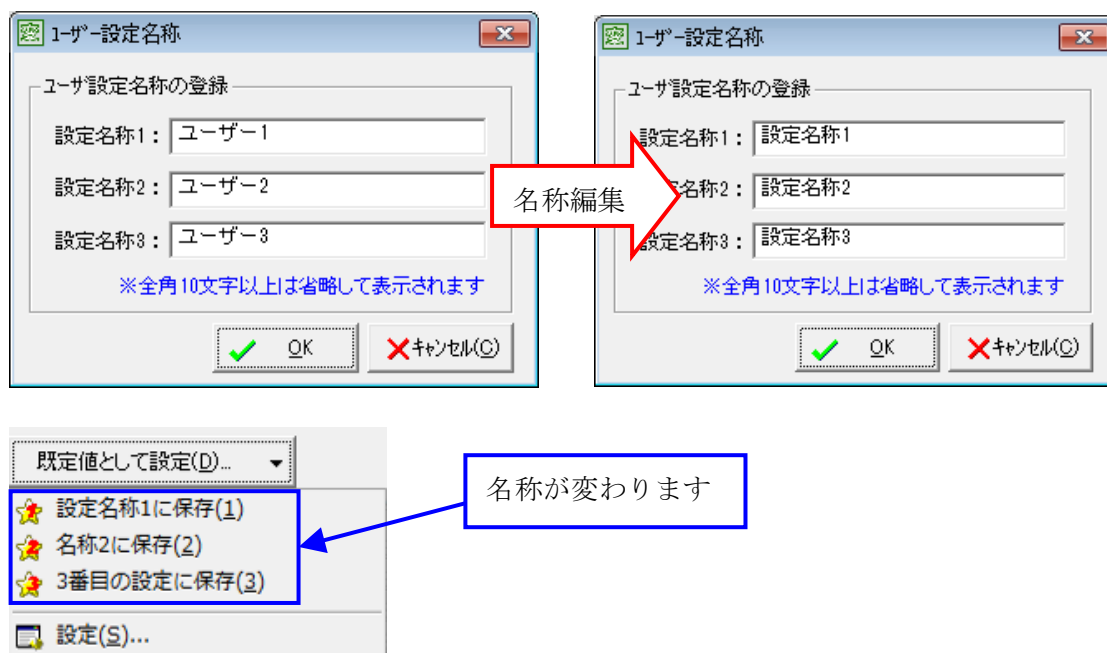 ﾕｰｻﾞｰ設定名称
ユーザ設定名称の登録
設定名称1：
ユーザー1
設定名称2：
ユーザー2
設定名称3：
ユーザー3
※全角10文字以上は省略して表示されます
OK
ｷｬﾝｾﾙ(C)
名称編集
ﾕｰｻﾞｰ設定名称
ユーザ設定名称の登録
設定名称1：
設定名称1
名称2：
設定名称2
設定名称3：
設定名称3
※全角10文字以上は省略して表示されます
OK
ｷｬﾝｾﾙ(C)
既定値として設定(D)...
設定名称1に保存(1)
名称2に保存(2)
3番目の設定に保存(3)
設定(S)...
名称が変わります